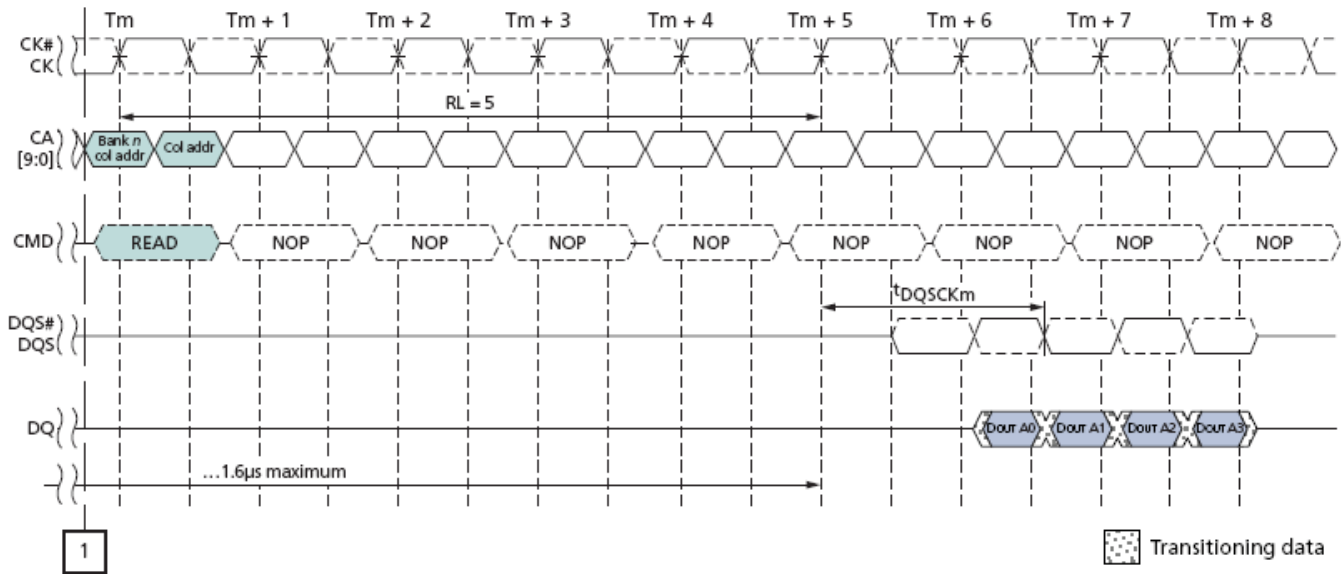 Tm Tm + 1 Tm + 2 Tm + 3 Tm + 4 Tm + 5 Tm + 6 Tm + 7 Tm + 8
CK#
CK
RL = 5
CA
[9:0]
Bank n
col addr
Col addr
CMD READ NOP NOP NOP NOP NOP NOP NOP NOP
tDQSCKm
DQS#
DQS
DQ DOUT A0 DOUT A1 DOUT A2 DOUT A3
...1.6µs maximum
1
Transitioning data